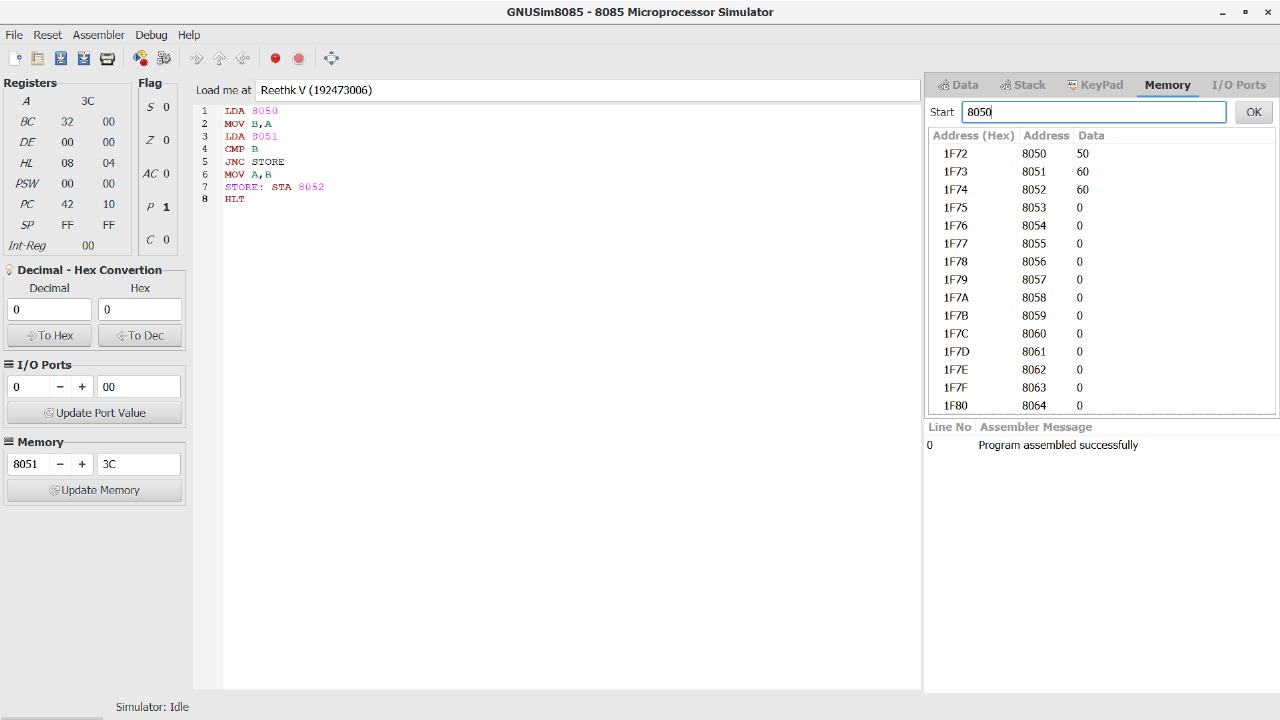 GNUSim8085 - 8085 Microprocessor Simulator
File Reset Assembler Debug Help
Registers
A 3C
BC 32 00
DE 00 00
HL 08 04
PSW 00 00
PC 42 10
SP FF FF
Int-Reg 00
Flag
S 0
Z 0
AC 0
P 1
C 0
Decimal - Hex Convertion
Decimal Hex
0 0
To Hex To Dec
I/O Ports
0 − + 00
Update Port Value
Memory
8051 − + 3C
Update Memory
Load me at Reethk V (192473006)
1 LDA 8050
2 MOV B,A
3 LDA 8051
4 CMP B
5 JNC STORE
6 MOV A,B
7 STORE: STA 8052
8 HLT
Data Stack KeyPad Memory I/O Ports
Start 8050 OK
Address (Hex) Address Data
1F72 8050 50
1F73 8051 60
1F74 8052 60
1F75 8053 0
1F76 8054 0
1F77 8055 0
1F78 8056 0
1F79 8057 0
1F7A 8058 0
1F7B 8059 0
1F7C 8060 0
1F7D 8061 0
1F7E 8062 0
1F7F 8063 0
1F80 8064 0
Line No Assembler Message
0 Program assembled successfully
Simulator: Idle